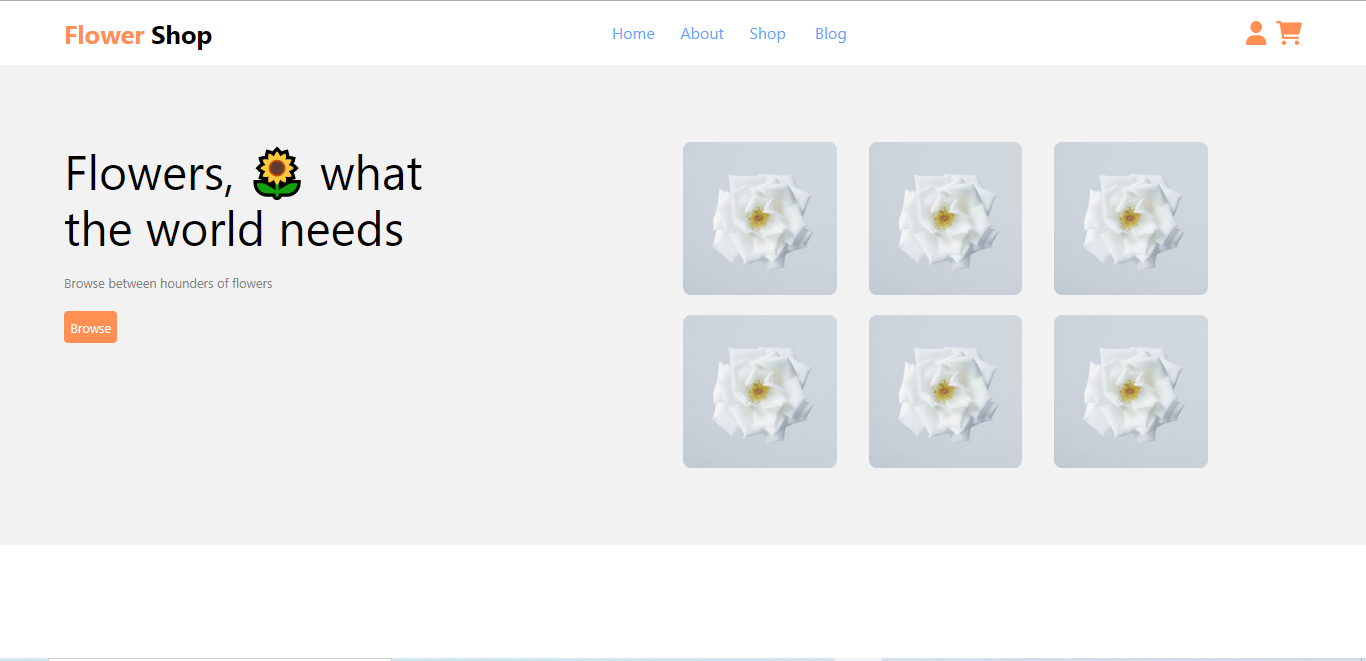 Flower Shop
Home About Shop Blog
Flowers, 🌻 what
the world needs
Browse between hounders of flowers
Browse